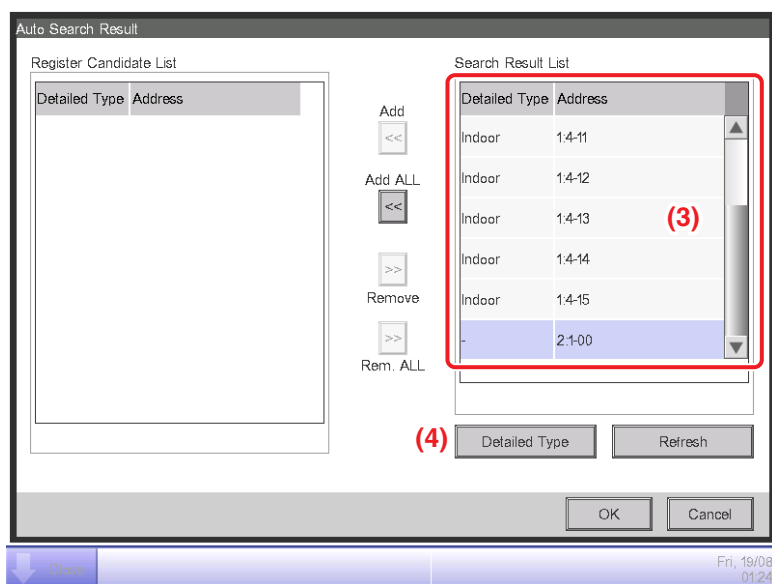 Auto Search Result
Register Candidate List
Detailed Type Address
Add
<<
Add ALL
<<
>>
Remove
>>
Rem. ALL
Search Result List
Detailed Type Address
Indoor 1:4-11
Indoor 1:4-12
Indoor 1:4-13
(3)
Indoor 1:4-14
Indoor 1:4-15
- 2:1-00
(4)
Detailed Type
Refresh
OK
Cancel
Fri, 19/08
01:24